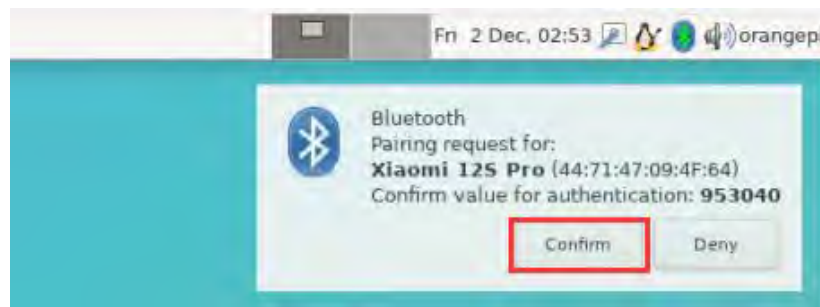 Fri 2 Dec, 02:53 orangep
Bluetooth
Pairing request for:
Xiaomi 12S Pro (44:71:47:09:4F:64)
Confirm value for authentication: 953040
Confirm Deny